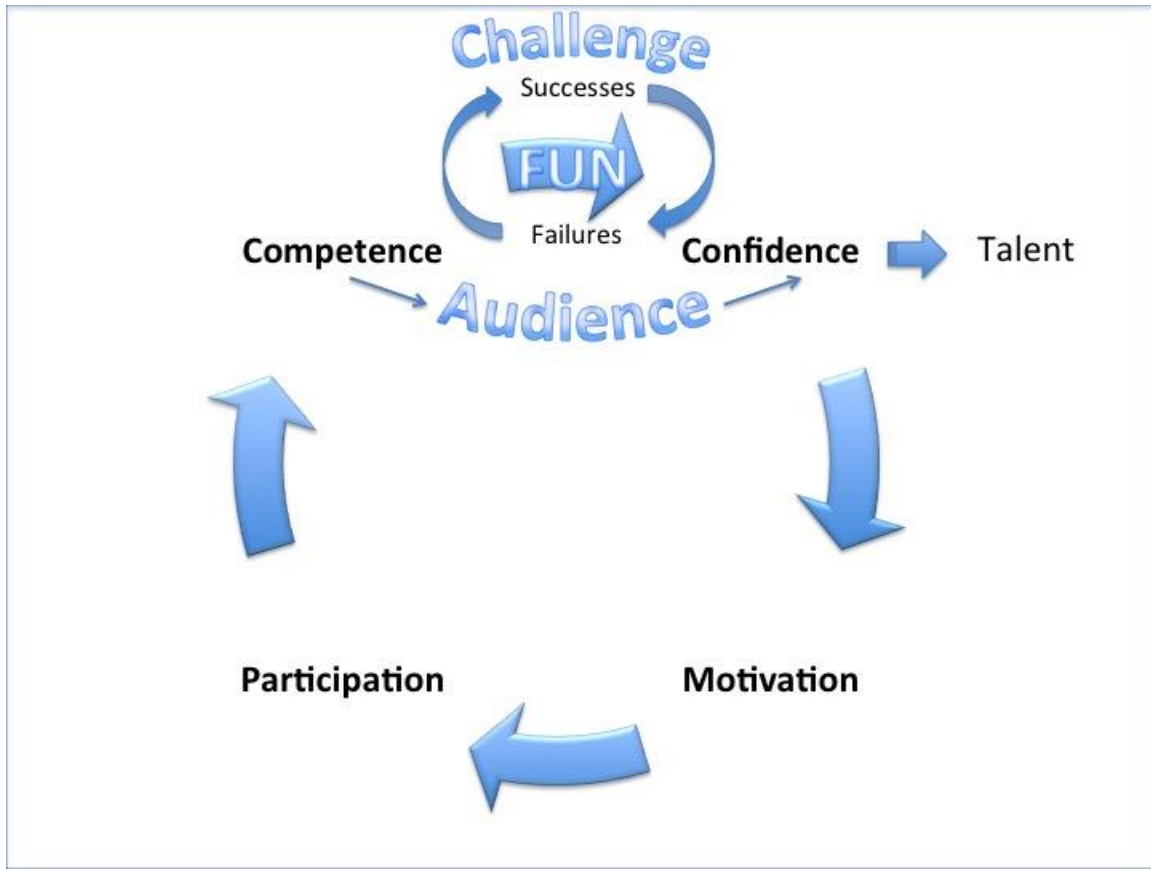 Challenge
Successes
FUN
Failures
Competence
Confidence
Talent
Audience
Participation
Motivation